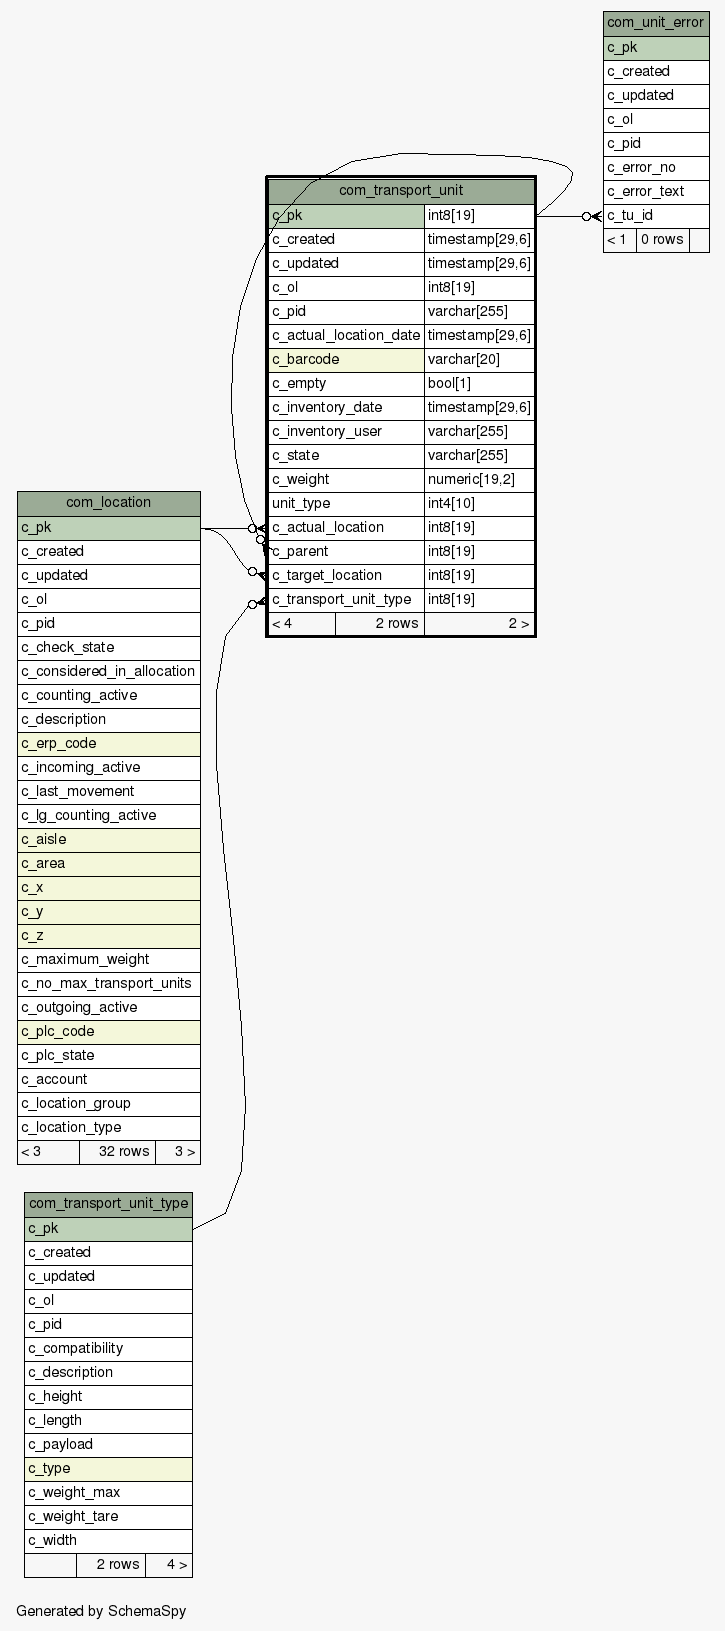 com_unit_error
c_pk
c_created
c_updated
c_ol
c_pid
c_error_no
c_error_text
c_tu_id
< 1 0 rows
com_transport_unit
c_pk int8[19]
c_created timestamp[29,6]
c_updated timestamp[29,6]
c_ol int8[19]
c_pid varchar[255]
c_actual_location_date timestamp[29,6]
c_barcode varchar[20]
c_empty bool[1]
c_inventory_date timestamp[29,6]
c_inventory_user varchar[255]
c_state varchar[255]
c_weight numeric[19,2]
unit_type int4[10]
c_actual_location int8[19]
c_parent int8[19]
c_target_location int8[19]
c_transport_unit_type int8[19]
< 4 2 rows 2 >
com_location
c_pk
c_created
c_updated
c_ol
c_pid
c_check_state
c_considered_in_allocation
c_counting_active
c_description
c_erp_code
c_incoming_active
c_last_movement
c_lg_counting_active
c_aisle
c_area
c_x
c_y
c_z
c_maximum_weight
c_no_max_transport_units
c_outgoing_active
c_plc_code
c_plc_state
c_account
c_location_group
c_location_type
< 3 32 rows 3 >
com_transport_unit_type
c_pk
c_created
c_updated
c_ol
c_pid
c_compatibility
c_description
c_height
c_length
c_payload
c_type
c_weight_max
c_weight_tare
c_width
2 rows 4 >
Generated by SchemaSpy